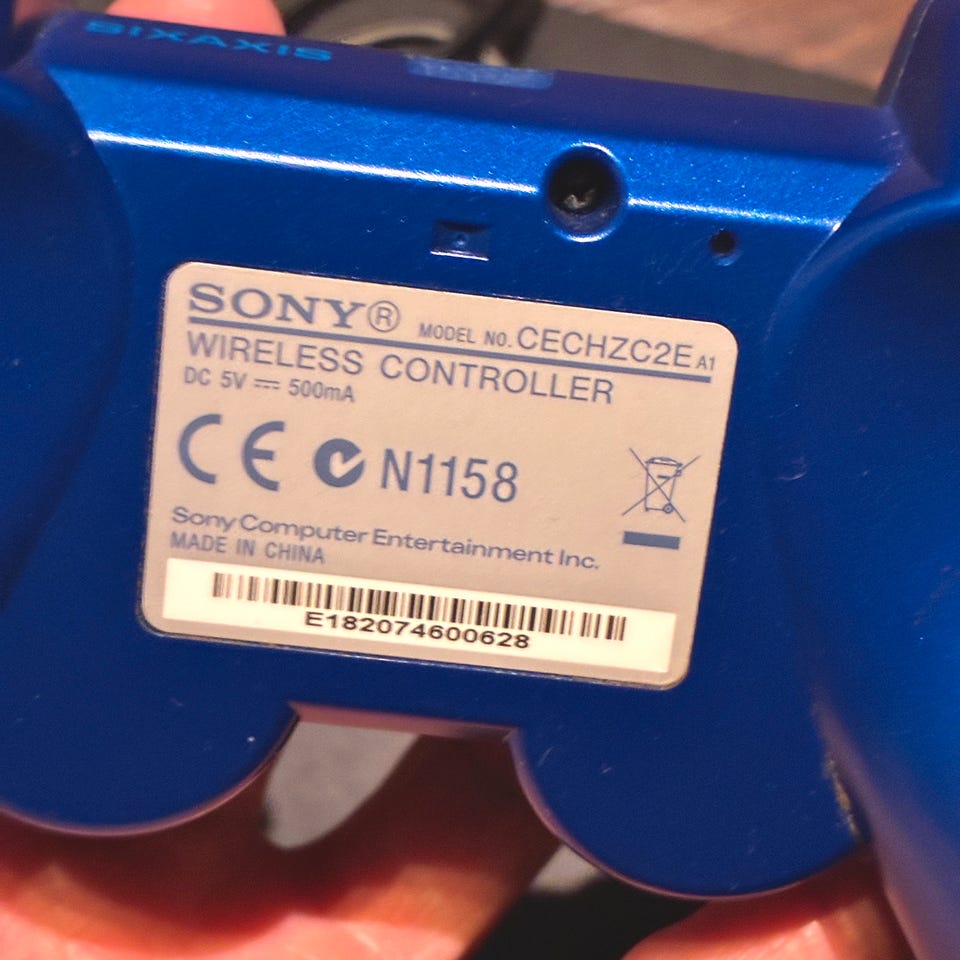 SIXAXIS
SONY® MODEL NO. CECHZC2E A1
WIRELESS CONTROLLER
DC 5V ⎓ 500mA
CE N1158
Sony Computer Entertainment Inc.
MADE IN CHINA
E182074600628